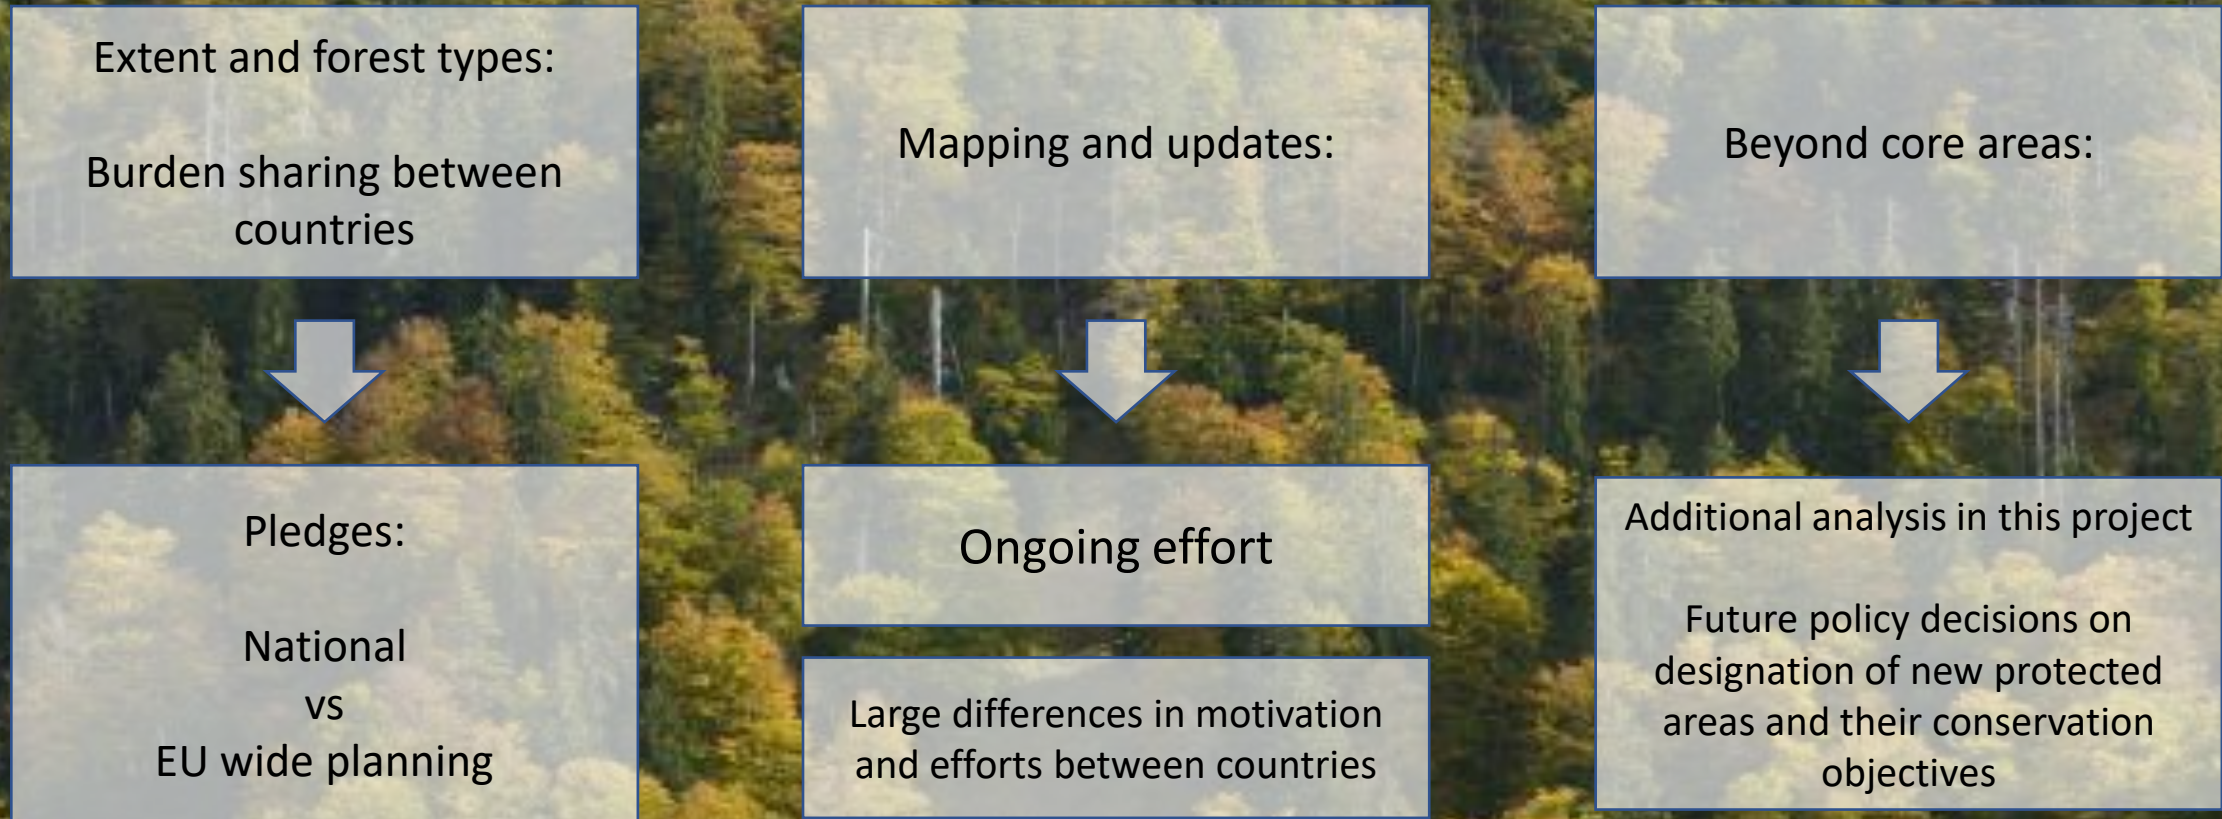 Extent and forest types:
Burden sharing between
countries
Pledges:
National
vs
EU wide planning
Mapping and updates:
Ongoing effort
Large differences in motivation
and efforts between countries
Beyond core areas:
Additional analysis in this project
Future policy decisions on
designation of new protected
areas and their conservation
objectives